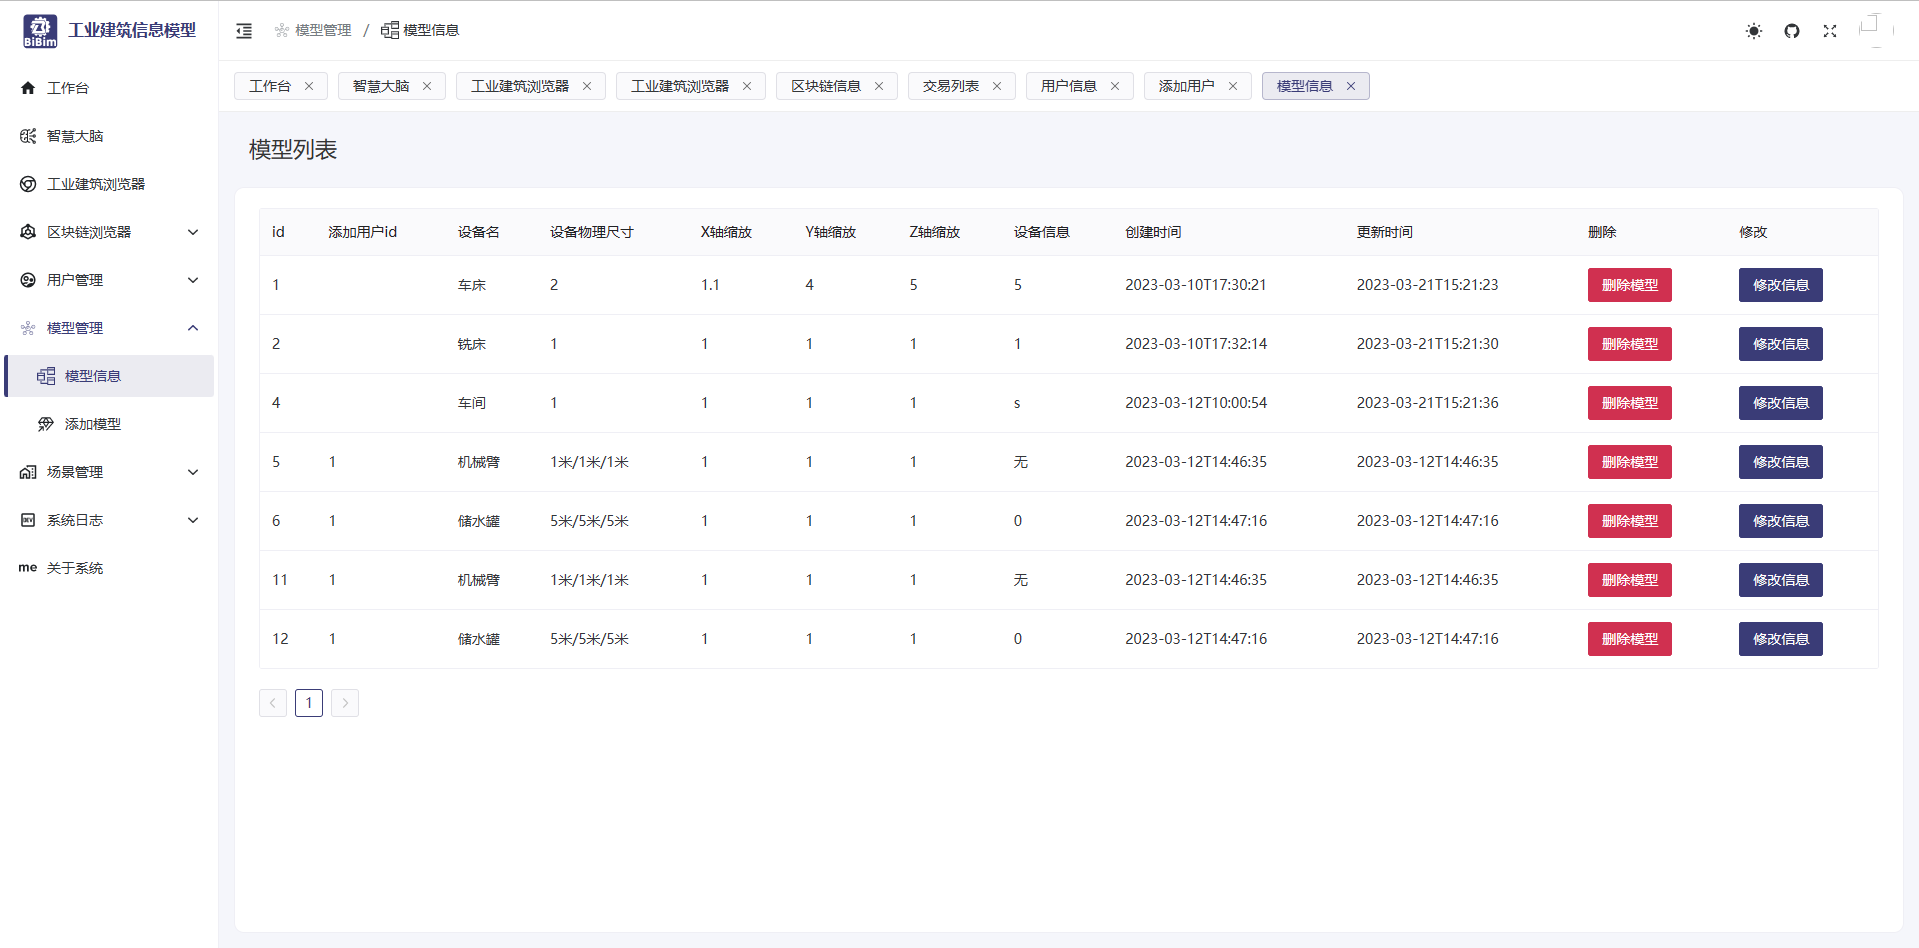 BiBim 工业建筑信息模型
模型管理 / 模型信息
工作台
智慧大脑
工业建筑浏览器
区块链浏览器
用户管理
模型管理
模型信息
添加模型
场景管理
系统日志
me 关于系统
工作台 智慧大脑 工业建筑浏览器 工业建筑浏览器 区块链信息 交易列表 用户信息 添加用户 模型信息
模型列表
id 添加用户id 设备名 设备物理尺寸 X轴缩放 Y轴缩放 Z轴缩放 设备信息 创建时间 更新时间 删除 修改
1 车床 2 1.1 4 5 5 2023-03-10T17:30:21 2023-03-21T15:21:23 删除模型 修改信息
2 铣床 1 1 1 1 1 2023-03-10T17:32:14 2023-03-21T15:21:30 删除模型 修改信息
4 车间 1 1 1 1 s 2023-03-12T10:00:54 2023-03-21T15:21:36 删除模型 修改信息
5 1 机械臂 1米/1米/1米 1 1 1 无 2023-03-12T14:46:35 2023-03-12T14:46:35 删除模型 修改信息
6 1 储水罐 5米/5米/5米 1 1 1 0 2023-03-12T14:47:16 2023-03-12T14:47:16 删除模型 修改信息
11 1 机械臂 1米/1米/1米 1 1 1 无 2023-03-12T14:46:35 2023-03-12T14:46:35 删除模型 修改信息
12 1 储水罐 5米/5米/5米 1 1 1 0 2023-03-12T14:47:16 2023-03-12T14:47:16 删除模型 修改信息
1